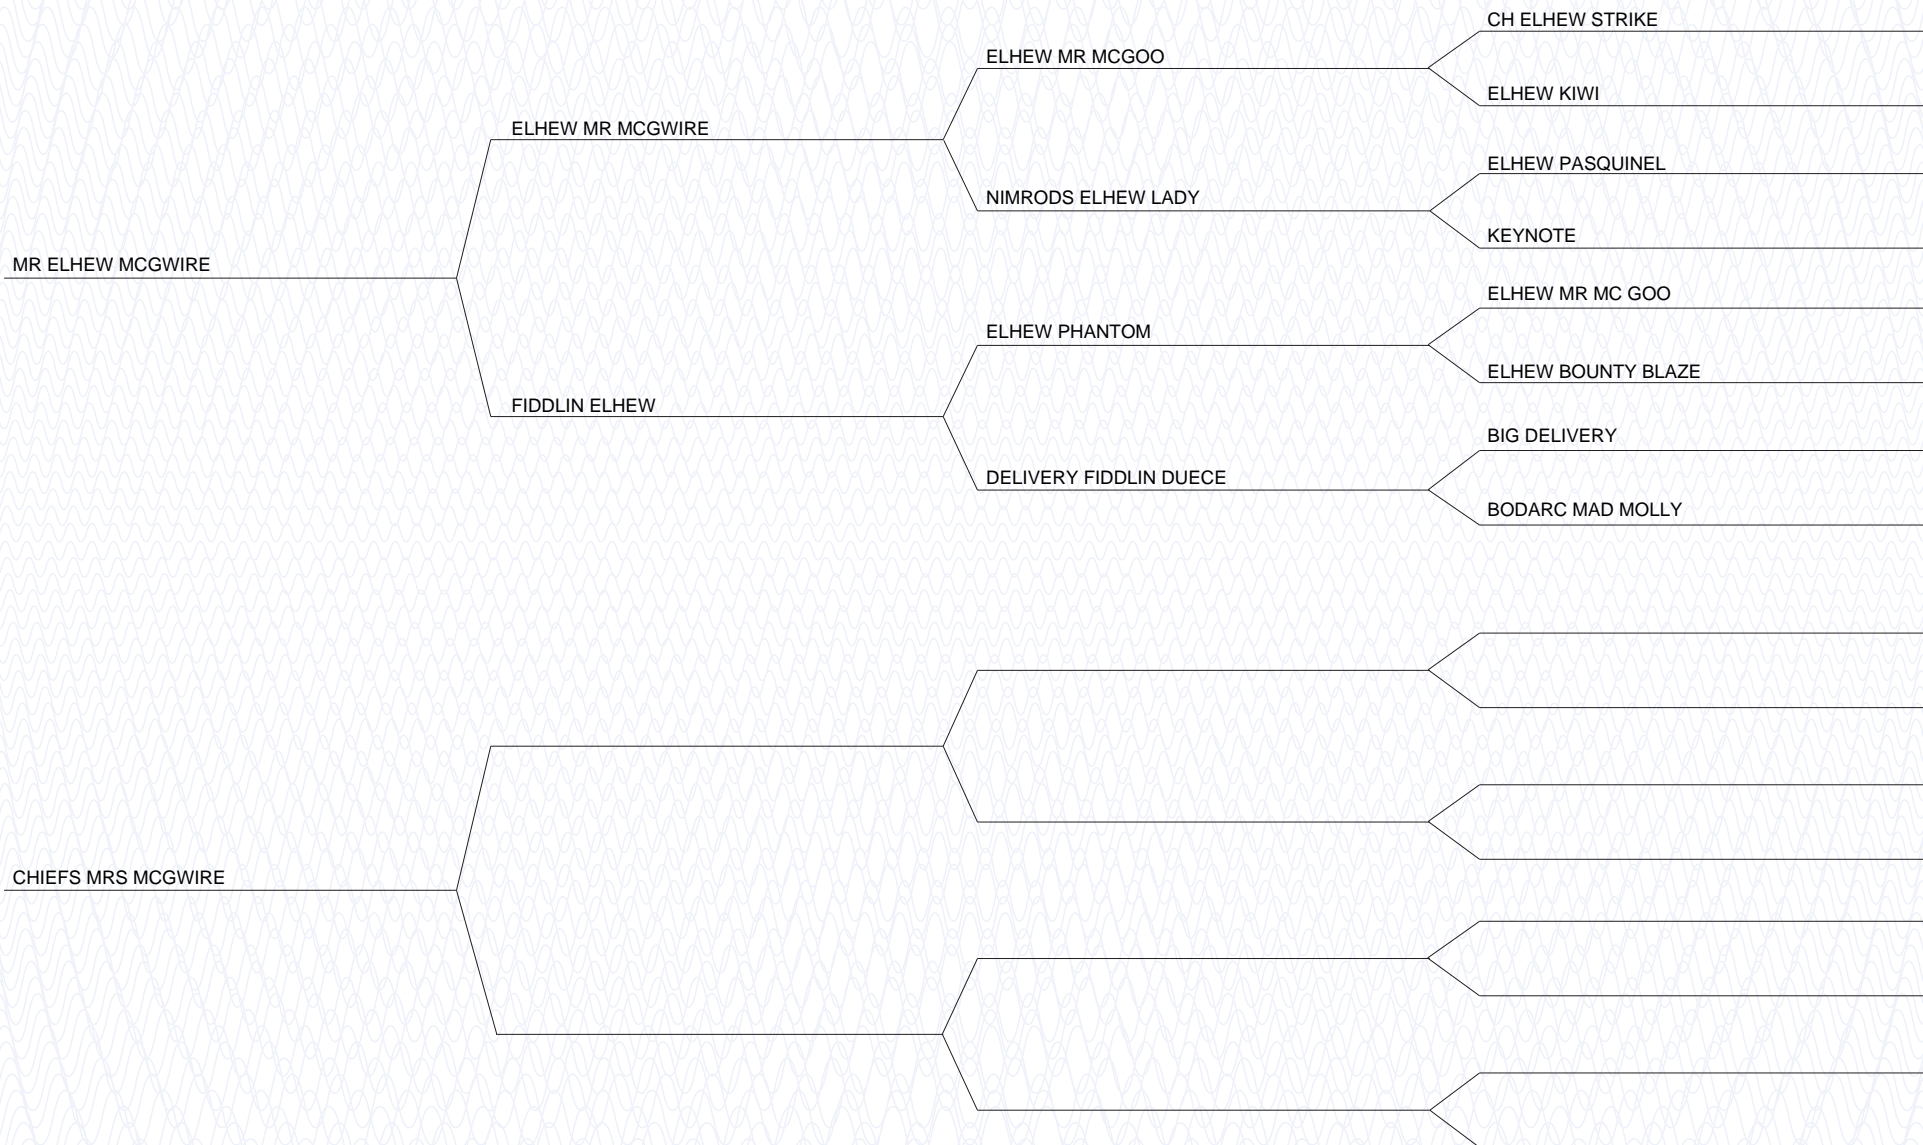 CH ELHEW STRIKE
ELHEW MR MCGOO
ELHEW KIWI
ELHEW MR MCGWIRE
ELHEW PASQUINEL
NIMRODS ELHEW LADY
KEYNOTE
MR ELHEW MCGWIRE
ELHEW MR MC GOO
ELHEW PHANTOM
ELHEW BOUNTY BLAZE
FIDDLIN ELHEW
BIG DELIVERY
DELIVERY FIDDLIN DUECE
BODARC MAD MOLLY
CHIEFS MRS MCGWIRE